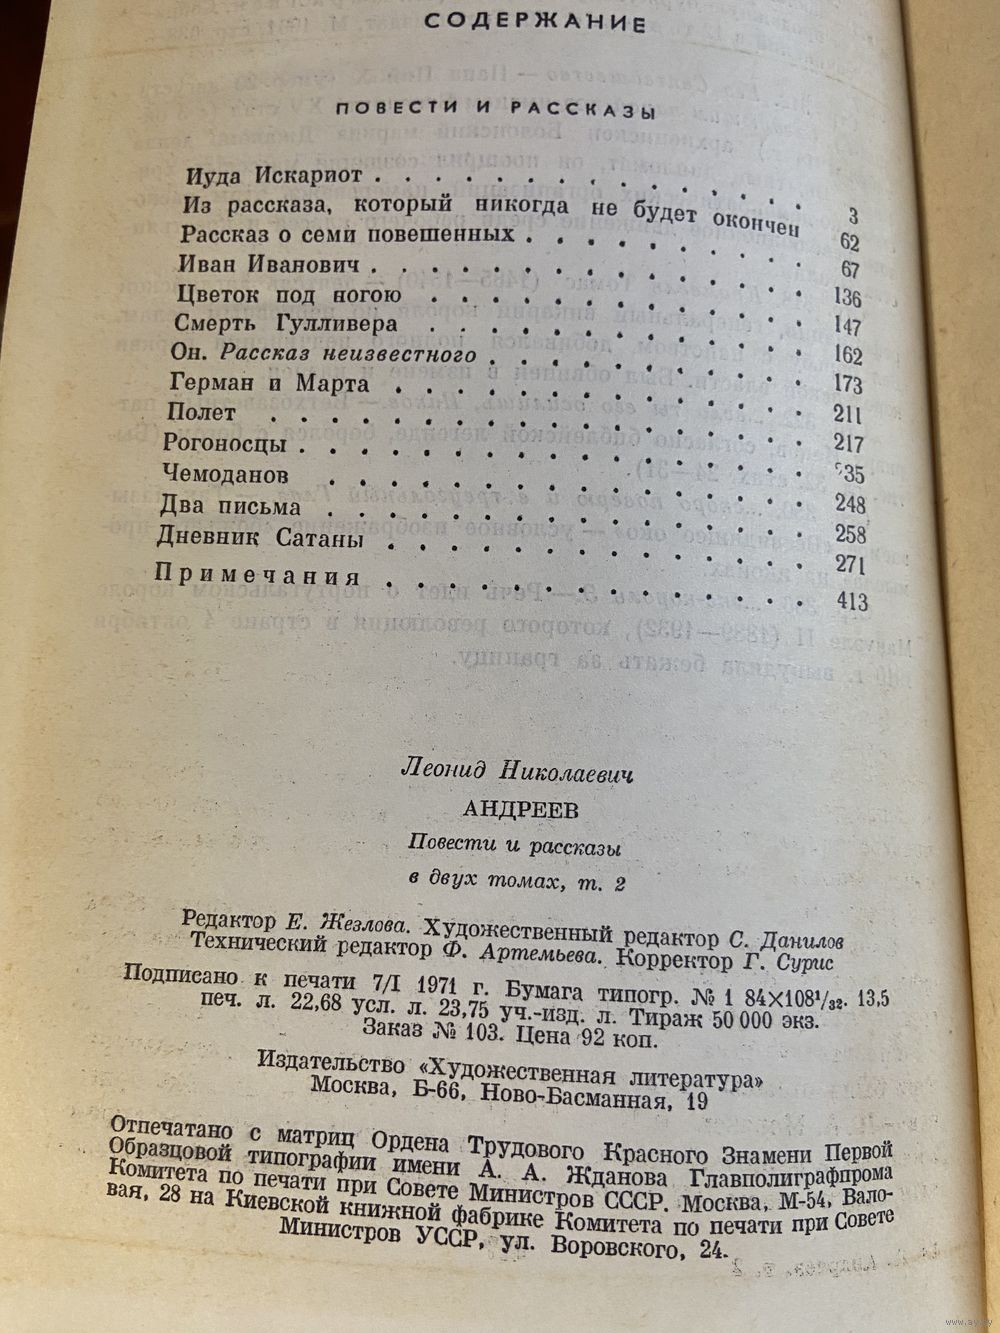 СОДЕРЖАНИЕ
ПОВЕСТИ И РАССКАЗЫ
Иуда Искариот . . . . . . . . . . . . . . 3
Из рассказа, который никогда не будет окончен 62
Рассказ о семи повешенных . . . . . . . . . . 67
Иван Иванович . . . . . . . . . . . . . . 136
Цветок под ногою . . . . . . . . . . . . . 147
Смерть Гулливера . . . . . . . . . . . . . 162
Он. Рассказ неизвестного . . . . . . . . . . . 173
Герман и Марта . . . . . . . . . . . . . . 211
Полет . . . . . . . . . . . . . . . . . 217
Рогоносцы . . . . . . . . . . . . . . . . 235
Чемоданов . . . . . . . . . . . . . . . . 248
Два письма . . . . . . . . . . . . . . . . 258
Дневник Сатаны . . . . . . . . . . . . . . 271
Примечания . . . . . . . . . . . . . . 413
Леонид Николаевич
АНДРЕЕВ
Повести и рассказы
в двух томах, т. 2
Редактор Е. Жезлова. Художественный редактор С. Данилов
Технический редактор Ф. Артемьева. Корректор Г. Сурис
Подписано к печати 7/I 1971 г. Бумага типогр. № 1 84×108¹/₃₂. 13,5
печ. л. 22,68 усл. л. 23,75 уч.-изд. л. Тираж 50 000 экз.
Заказ № 103. Цена 92 коп.
Издательство «Художественная литература»
Москва, Б-66, Ново-Басманная, 19
Отпечатано с матриц Ордена Трудового Красного Знамени Первой
Образцовой типографии имени А. А. Жданова Главполиграфпрома
Комитета по печати при Совете Министров СССР. Москва, М-54, Вало-
вая, 28 на Киевской книжной фабрике Комитета по печати при Совете
Министров УССР, ул. Воровского, 24.
www.ay.by